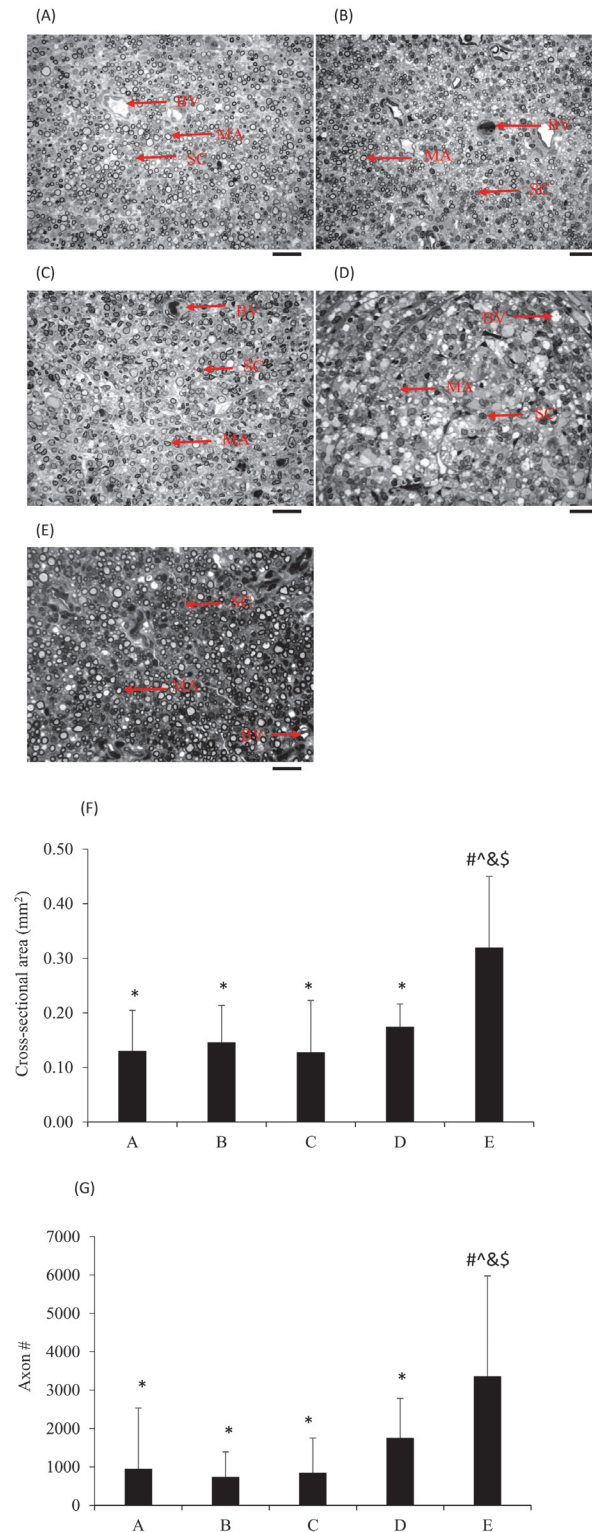 (A)
(B)
BV
MA
SC
BV
MA
SC
(C)
(D)
BV
SC
MA
BV
MA
SC
(E)
SC
MA
BV
(F)
Cross-sectional area (mm²)
0.50
0.40
0.30
0.20
0.10
0.00
*
*
*
*
#^&$
A B C D E
(G)
Axon #
7000
6000
5000
4000
3000
2000
1000
0
*
*
*
*
#^&$
A B C D E